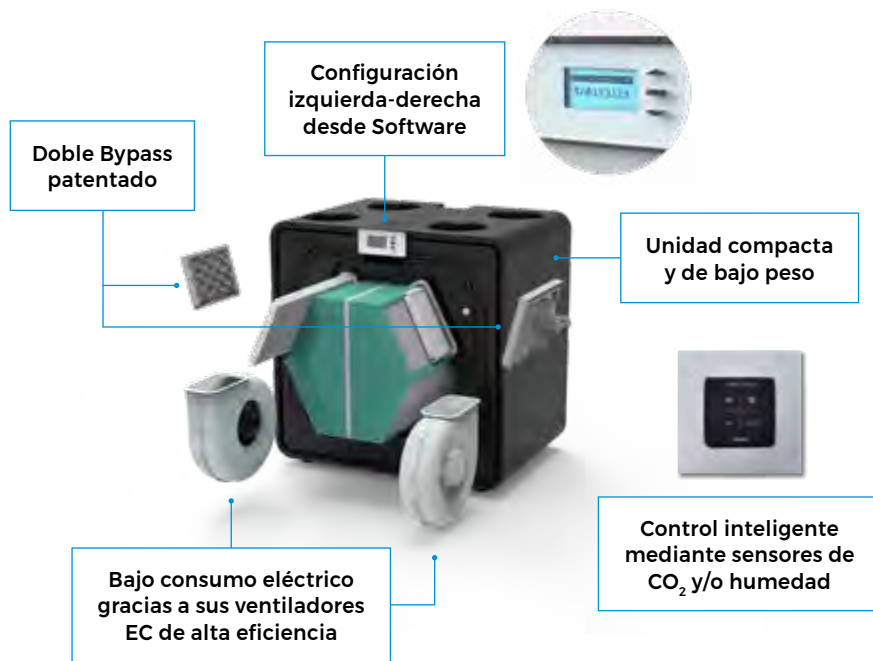 Configuración
izquierda-derecha
desde Software
Doble Bypass
patentado
Unidad compacta
y de bajo peso
Control inteligente
mediante sensores de
CO₂ y/o humedad
Bajo consumo eléctrico
gracias a sus ventiladores
EC de alta eficiencia